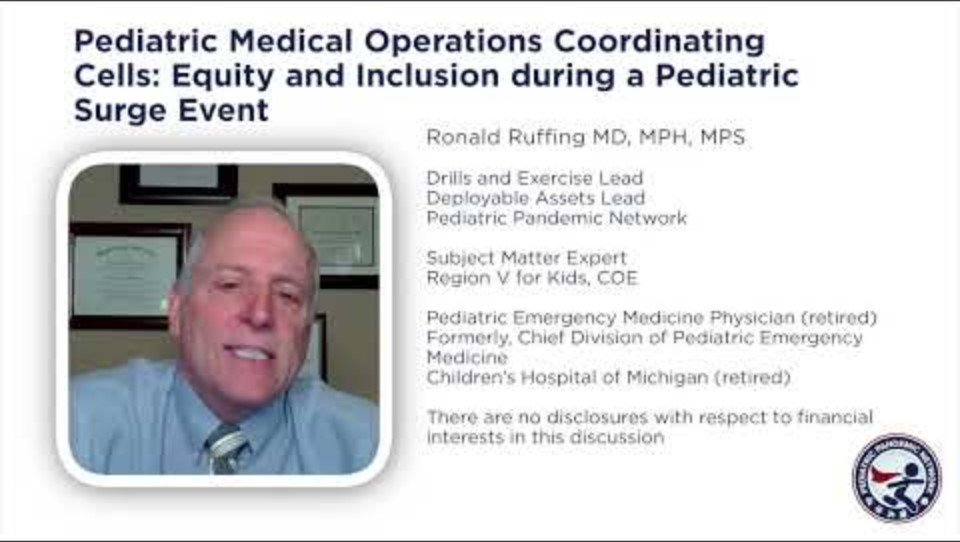 Pediatric Medical Operations Coordinating
Cells: Equity and Inclusion during a Pediatric
Surge Event
Ronald Ruffing MD, MPH, MPS
Drills and Exercise Lead
Deployable Assets Lead
Pediatric Pandemic Network
Subject Matter Expert
Region V for Kids, COE
Pediatric Emergency Medicine Physician (retired)
Formerly, Chief Division of Pediatric Emergency
Medicine
Children's Hospital of Michigan (retired)
There are no disclosures with respect to financial
interests in this discussion
PEDIATRIC PANDEMIC NETWORK